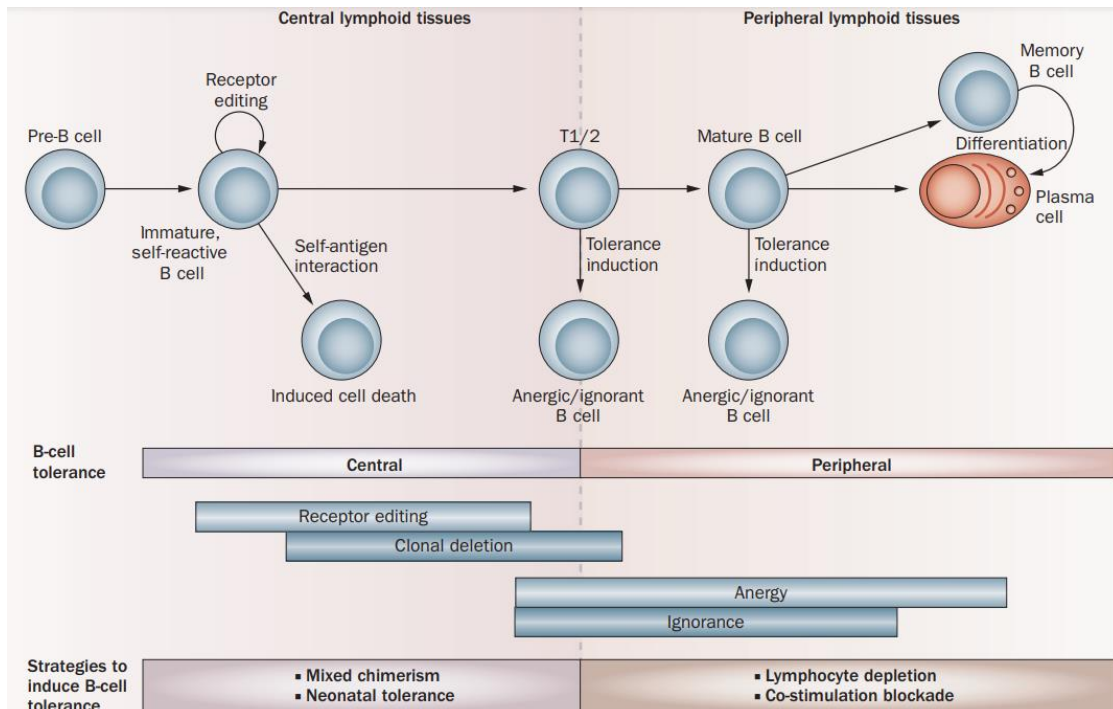 Central lymphoid tissues
Peripheral lymphoid tissues
Receptor
editing
Memory
B cell
Pre-B cell
T1/2
Mature B cell
Differentiation
Plasma
cell
Immature,
self-reactive
B cell
Self-antigen
interaction
Tolerance
induction
Tolerance
induction
Induced cell death
Anergic/ignorant
B cell
Anergic/ignorant
B cell
B-cell
tolerance
Central
Peripheral
Receptor editing
Clonal deletion
Anergy
Ignorance
Strategies to
induce B-cell
tolerance
▪ Mixed chimerism
▪ Neonatal tolerance
▪ Lymphocyte depletion
▪ Co-stimulation blockade